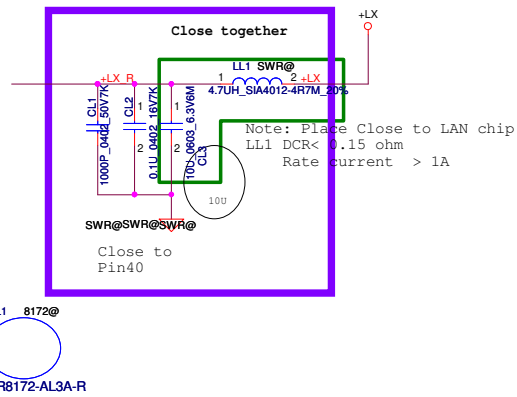 +LX
Close together
LL1 SWR@
+LX_R
1 2 +LX
4.7UH_SIA4012-4R7M_20%
CL1
1000P_0402_50V7K
CL2
1
2
0.1U_0402_16V7K
1
2
10U_0603_6.3V6M
CL3
Note: Place Close to LAN chip
LL1 DCR< 0.15 ohm
Rate current > 1A
10U
SWR@SWR@SWR@
Close to
Pin40
8172@
R8172-AL3A-R